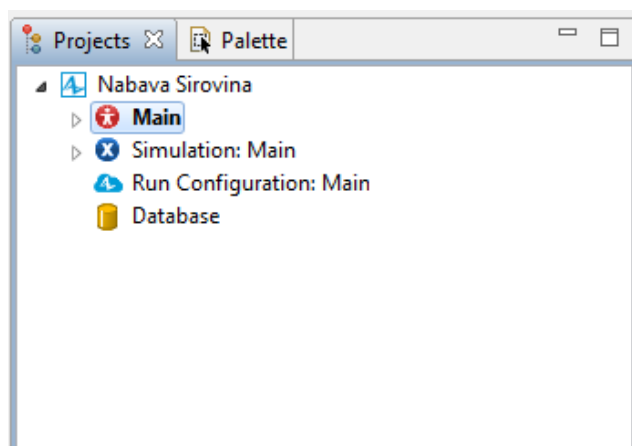 Projects Palette
Nabava Sirovina
Main
Simulation: Main
Run Configuration: Main
Database